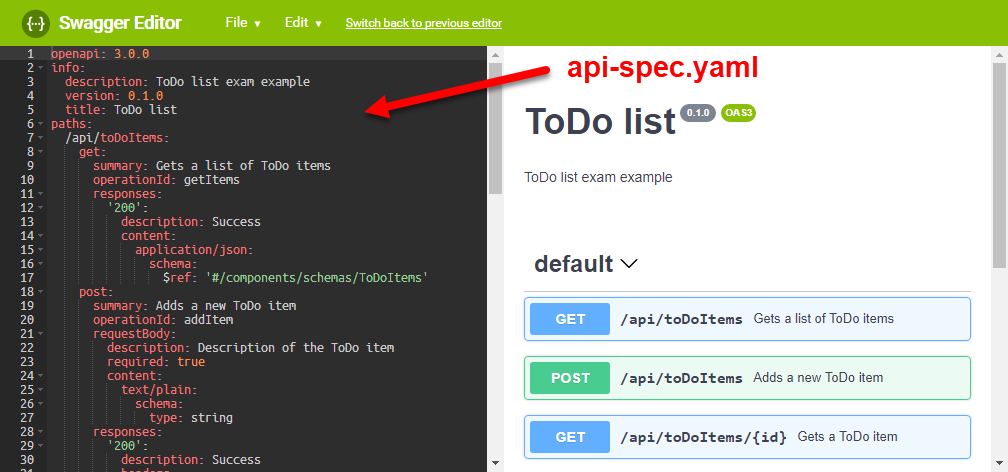 {···} Swagger Editor File ▼ Edit ▼ Switch back to previous editor
1 openapi: 3.0.0
2 info:
3 description: ToDo list exam example
4 version: 0.1.0
5 title: ToDo list
6 paths:
7 /api/toDoItems:
8 get:
9 summary: Gets a list of ToDo items
10 operationId: getItems
11 responses:
12 '200':
13 description: Success
14 content:
15 application/json:
16 schema:
17 $ref: '#/components/schemas/ToDoItems'
18 post:
19 summary: Adds a new ToDo item
20 operationId: addItem
21 requestBody:
22 description: Description of the ToDo item
23 required: true
24 content:
25 text/plain:
26 schema:
27 type: string
28 responses:
29 '200':
30 description: Success
api-spec.yaml
ToDo list 0.1.0 OAS3
ToDo list exam example
default
GET /api/toDoItems Gets a list of ToDo items
POST /api/toDoItems Adds a new ToDo item
GET /api/toDoItems/{id} Gets a ToDo item